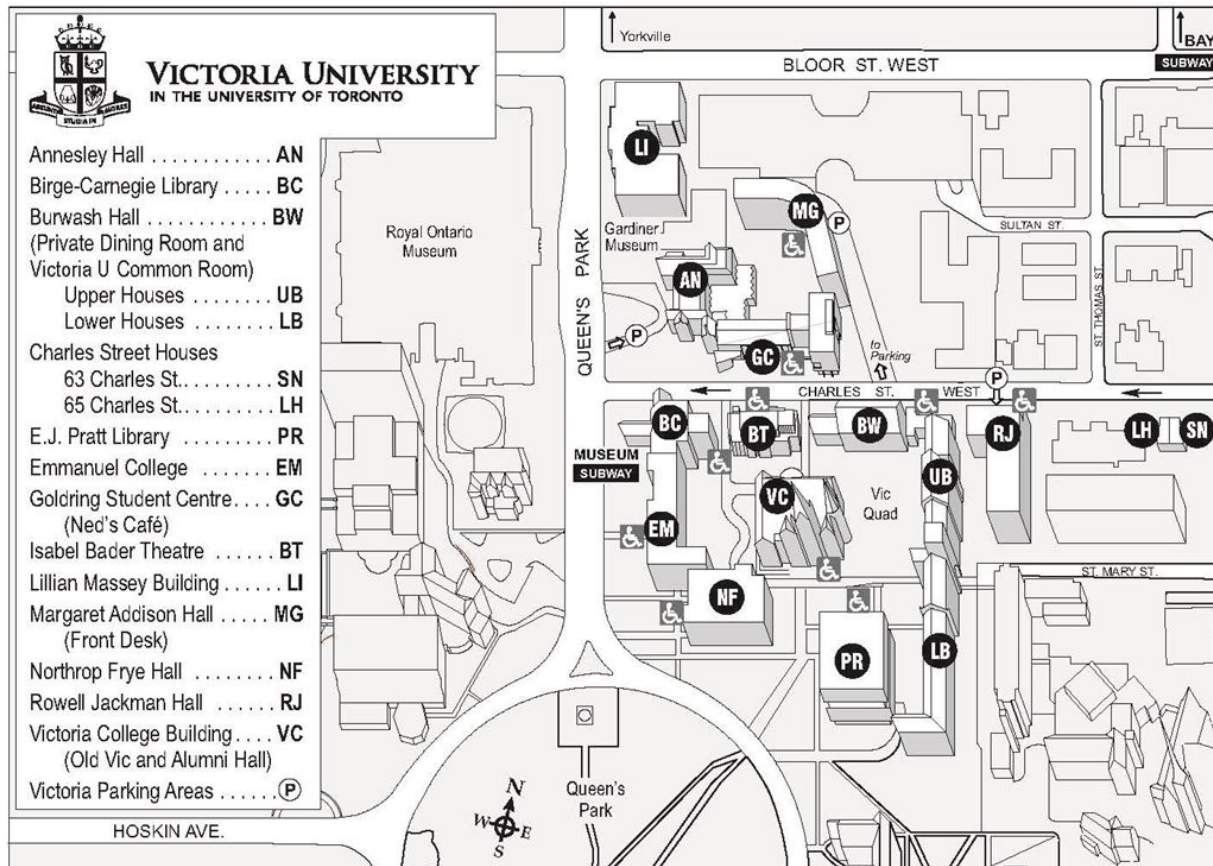 VICTORIA UNIVERSITY
IN THE UNIVERSITY OF TORONTO
Annesley Hall . . . . . . . . . . . . AN
Birge-Carnegie Library . . . . . BC
Burwash Hall . . . . . . . . . . . . BW
(Private Dining Room and
Victoria U Common Room)
Upper Houses . . . . . . . . UB
Lower Houses . . . . . . . . LB
Charles Street Houses
63 Charles St. . . . . . . . . . SN
65 Charles St. . . . . . . . . . LH
E.J. Pratt Library . . . . . . . . . PR
Emmanuel College . . . . . . . EM
Goldring Student Centre . . . . GC
(Ned's Café)
Isabel Bader Theatre . . . . . . BT
Lillian Massey Building . . . . . LI
Margaret Addison Hall . . . . . MG
(Front Desk)
Northrop Frye Hall . . . . . . . . NF
Rowell Jackman Hall . . . . . . RJ
Victoria College Building . . . . VC
(Old Vic and Alumni Hall)
Victoria Parking Areas . . . . . . P
HOSKIN AVE.
Yorkville
BAY
SUBWAY
BLOOR ST. WEST
LI
MG
P
SULTAN ST.
Gardiner
Museum
Royal Ontario
Museum
QUEEN'S PARK
AN
ST. THOMAS ST.
P
GC
to
Parking
P
CHARLES ST. WEST
BC
BT
BW
RJ
LH
SN
MUSEUM
SUBWAY
VC
UB
Vic
Quad
EM
ST. MARY ST.
NF
PR
LB
Queen's
Park
N
W
E
S